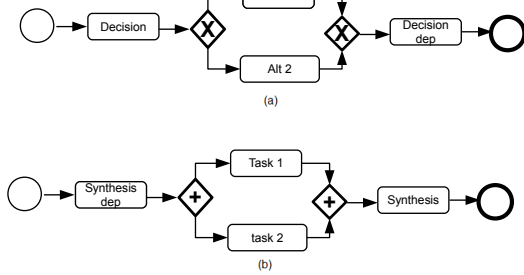 Decision
X
X
Decision
dep
Alt 2
(a)
Task 1
Synthesis
dep
+
+
Synthesis
task 2
(b)